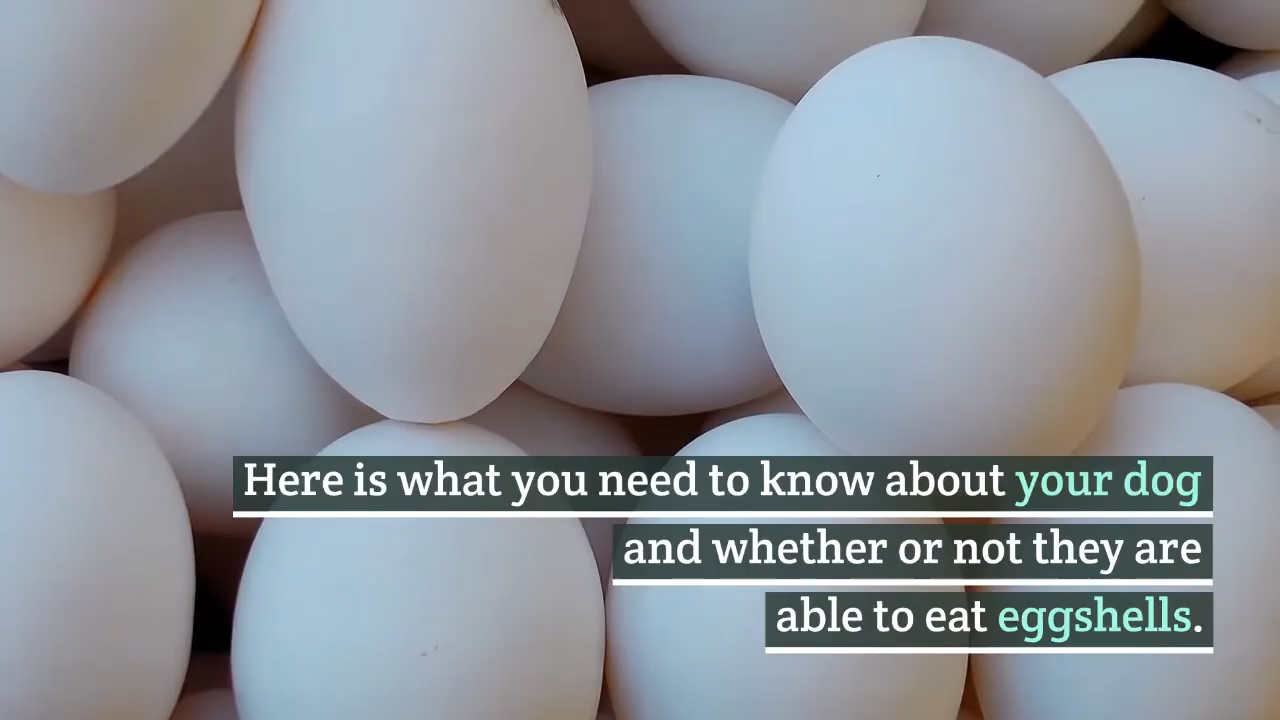 Here is what you need to know about your dog
and whether or not they are
able to eat eggshells.